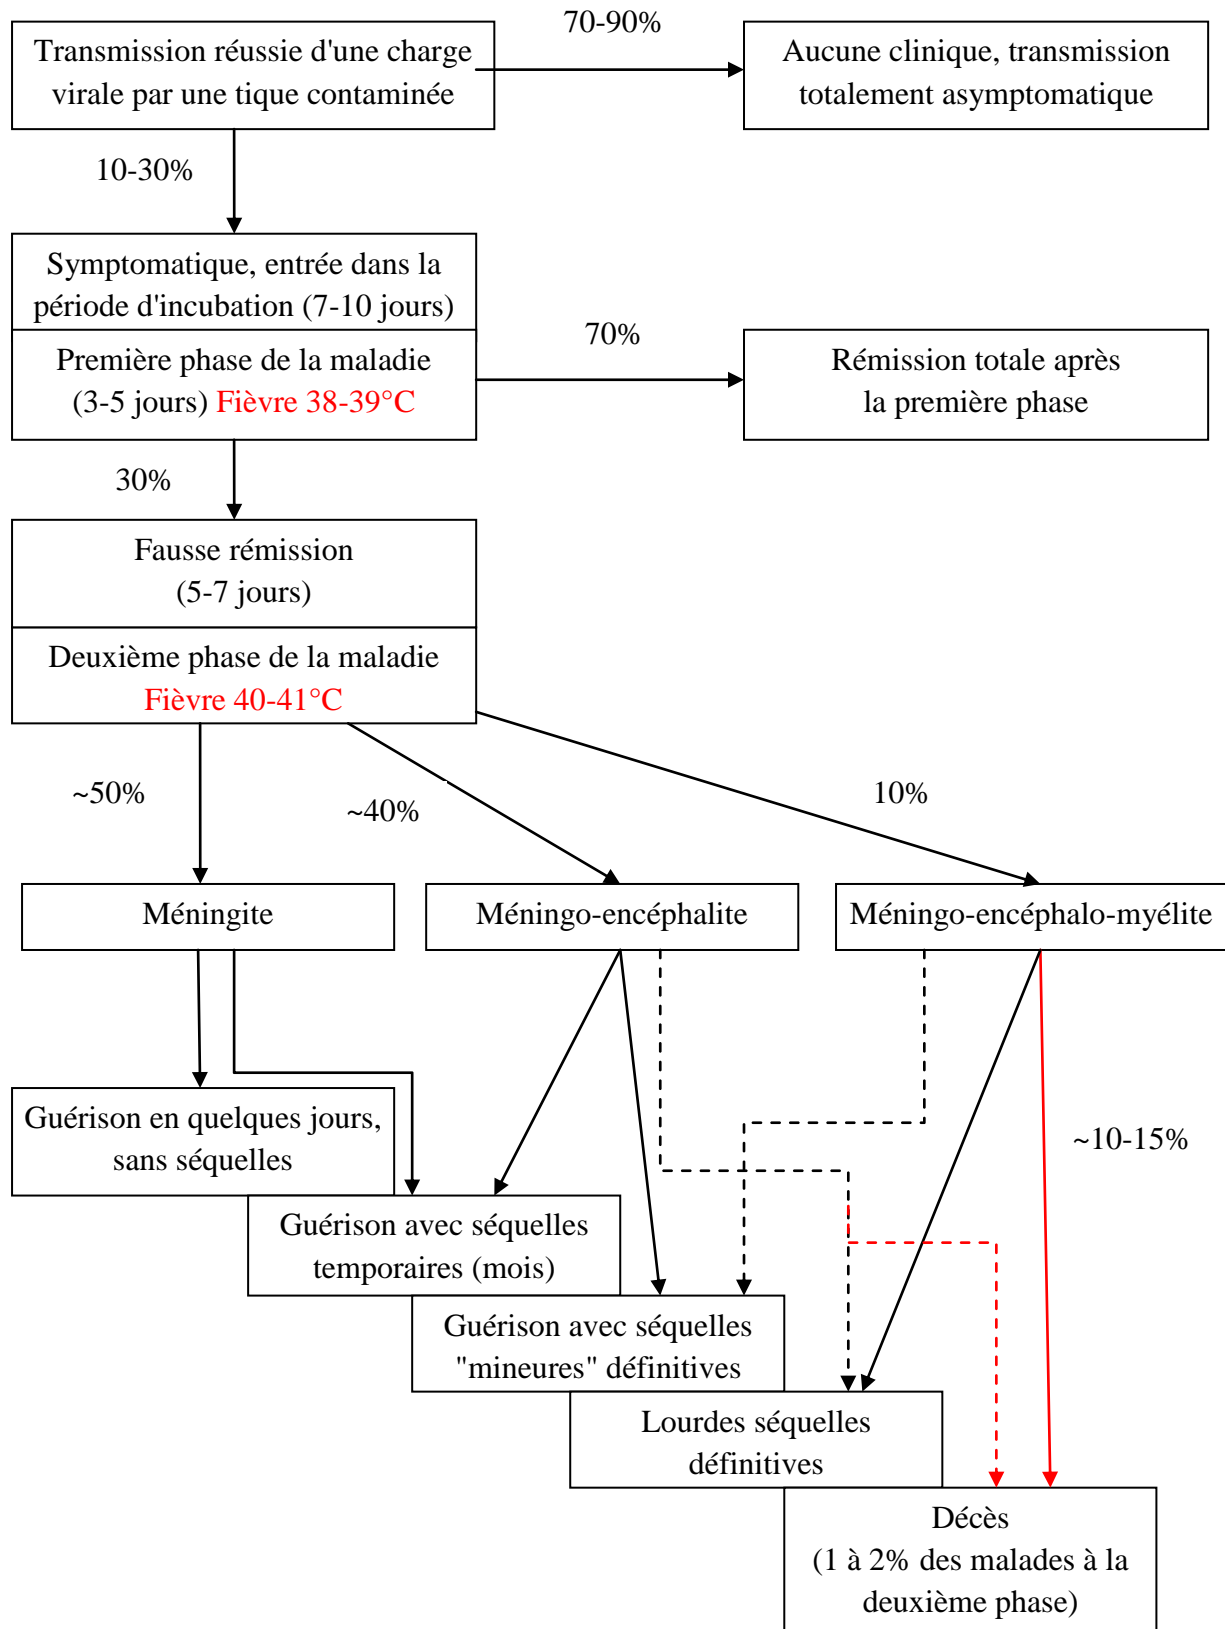 70-90%
Transmission réussie d'une charge
virale par une tique contaminée
Aucune clinique, transmission
totalement asymptomatique
10-30%
Symptomatique, entrée dans la
période d'incubation (7-10 jours)
Première phase de la maladie
(3-5 jours) Fièvre 38-39°C
70%
Rémission totale après
la première phase
30%
Fausse rémission
(5-7 jours)
Deuxième phase de la maladie
Fièvre 40-41°C
~50%
~40%
10%
Méningite
Méningo-encéphalite
Méningo-encéphalo-myélite
Guérison en quelques jours,
sans séquelles
~10-15%
Guérison avec séquelles
temporaires (mois)
Guérison avec séquelles
"mineures" définitives
Lourdes séquelles
définitives
Décès
(1 à 2% des malades à la
deuxième phase)